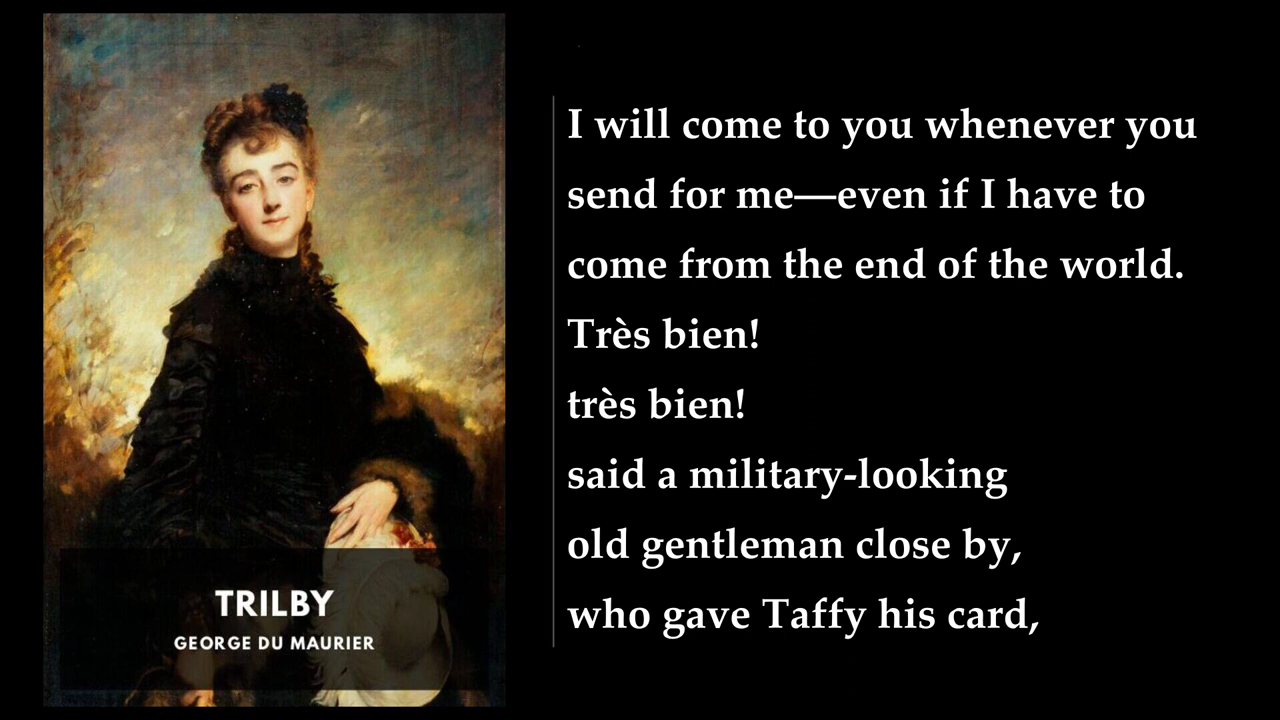 TRILBY
GEORGE DU MAURIER
I will come to you whenever you
send for me—even if I have to
come from the end of the world.
Très bien!
très bien!
said a military-looking
old gentleman close by,
who gave Taffy his card,